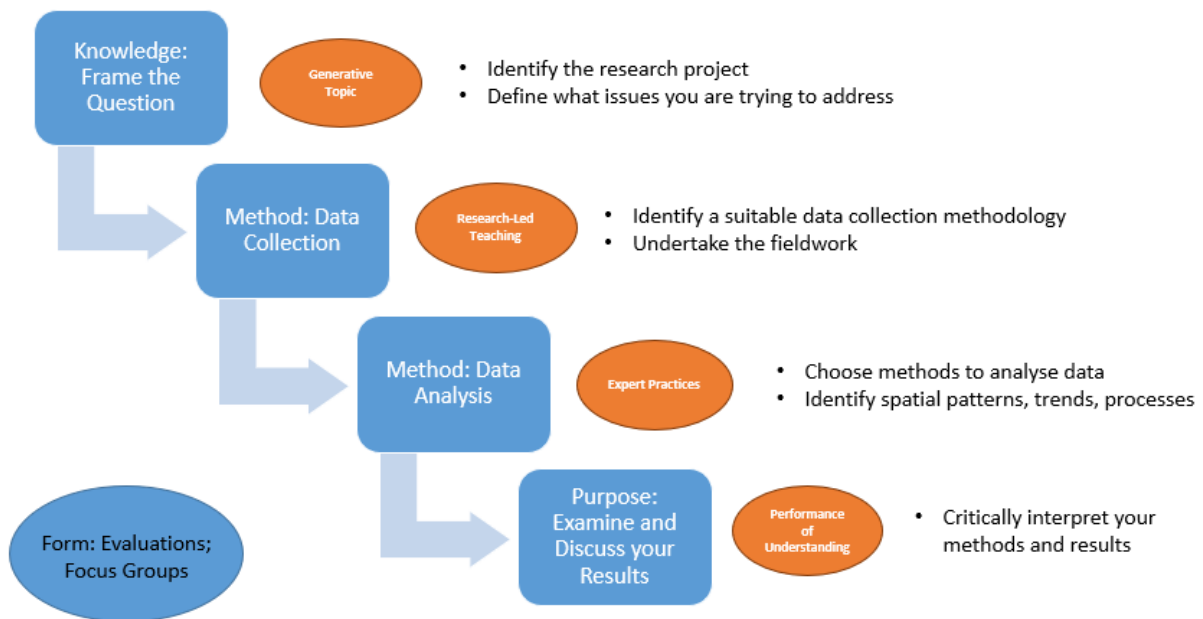 Knowledge:
Frame the
Question
Generative
Topic
• Identify the research project
• Define what issues you are trying to address
Method: Data
Collection
Research-Led
Teaching
• Identify a suitable data collection methodology
• Undertake the fieldwork
Method: Data
Analysis
Expert Practices
• Choose methods to analyse data
• Identify spatial patterns, trends, processes
Purpose:
Examine and
Discuss your
Results
Performance
of
Understanding
• Critically interpret your
methods and results
Form: Evaluations;
Focus Groups